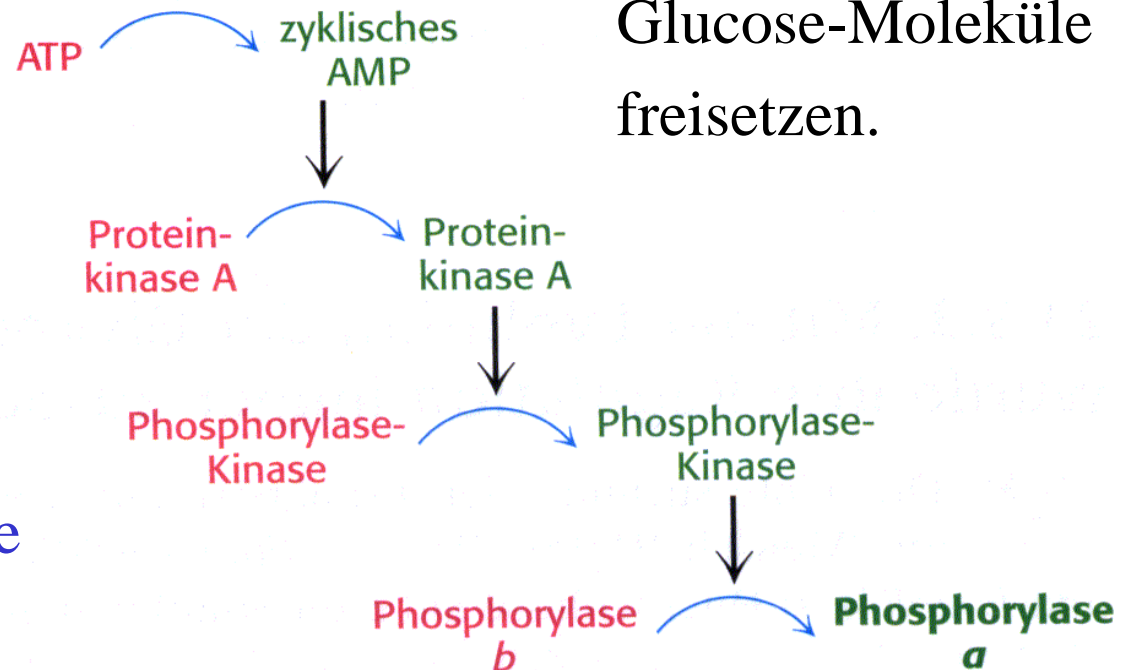 Glucose-Moleküle
freisetzen.
ATP
zyklisches
AMP
Protein-
kinase A
Protein-
kinase A
Phosphorylase-
Kinase
Phosphorylase-
Kinase
e
Phosphorylase
b
Phosphorylase
a